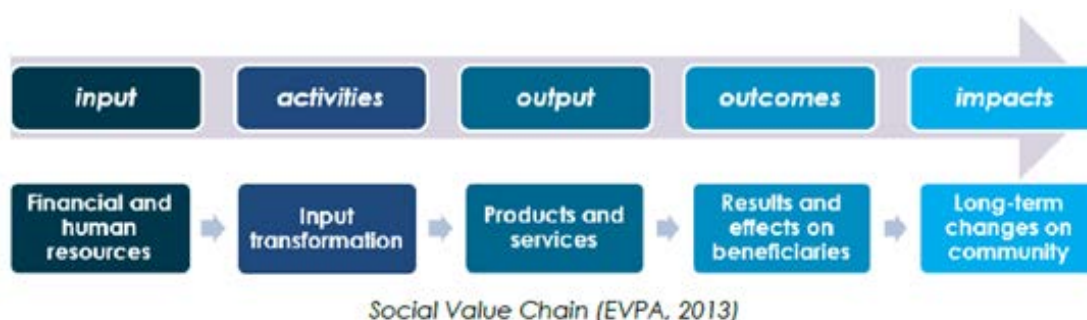 input
activities
output
outcomes
impacts
Financial and
human
resources
Input
transformation
Products and
services
Results and
effects on
beneficiaries
Long-term
changes on
community
Social Value Chain (EVPA, 2013)